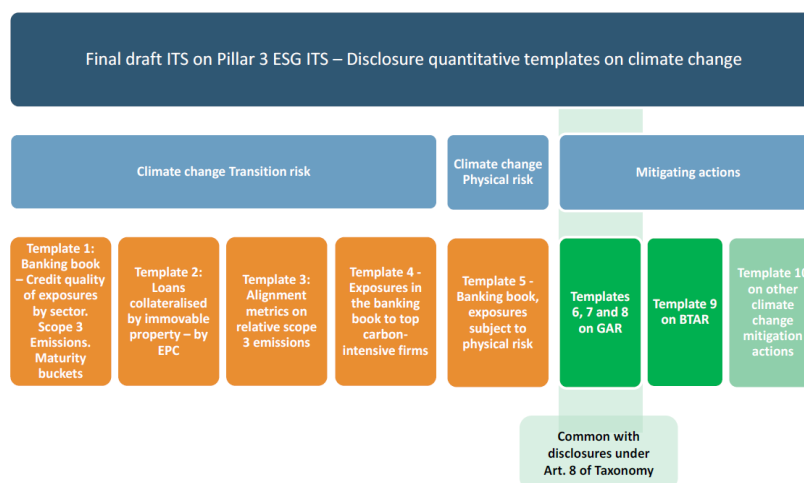 Final draft ITS on Pillar 3 ESG ITS – Disclosure quantitative templates on climate change
Climate change Transition risk
Climate change
Physical risk
Mitigating actions
Template 1:
Banking book
– Credit quality
of exposures
by sector.
Scope 3
Emissions.
Maturity
buckets
Template 2:
Loans
collateralised
by immovable
property – by
EPC
Template 3:
Alignment
metrics on
relative scope
3 emissions
Template 4 -
Exposures in
the banking
book to top
carbon-
intensive firms
Template 5 -
Banking book,
exposures
subject to
physical risk
Templates
6, 7 and 8
on GAR
Template 9
on BTAR
Template 10
on other
climate
change
mitigation
actions
Common with
disclosures under
Art. 8 of Taxonomy